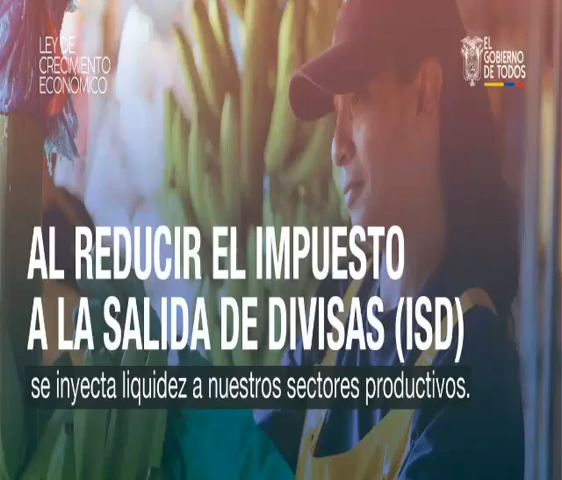 LEY DE
CRECIMIENTO
ECONÓMICO
EL
GOBIERNO
DE TODOS
AL REDUCIR EL IMPUESTO
A LA SALIDA DE DIVISAS (ISD)
se inyecta liquidez a nuestros sectores productivos.